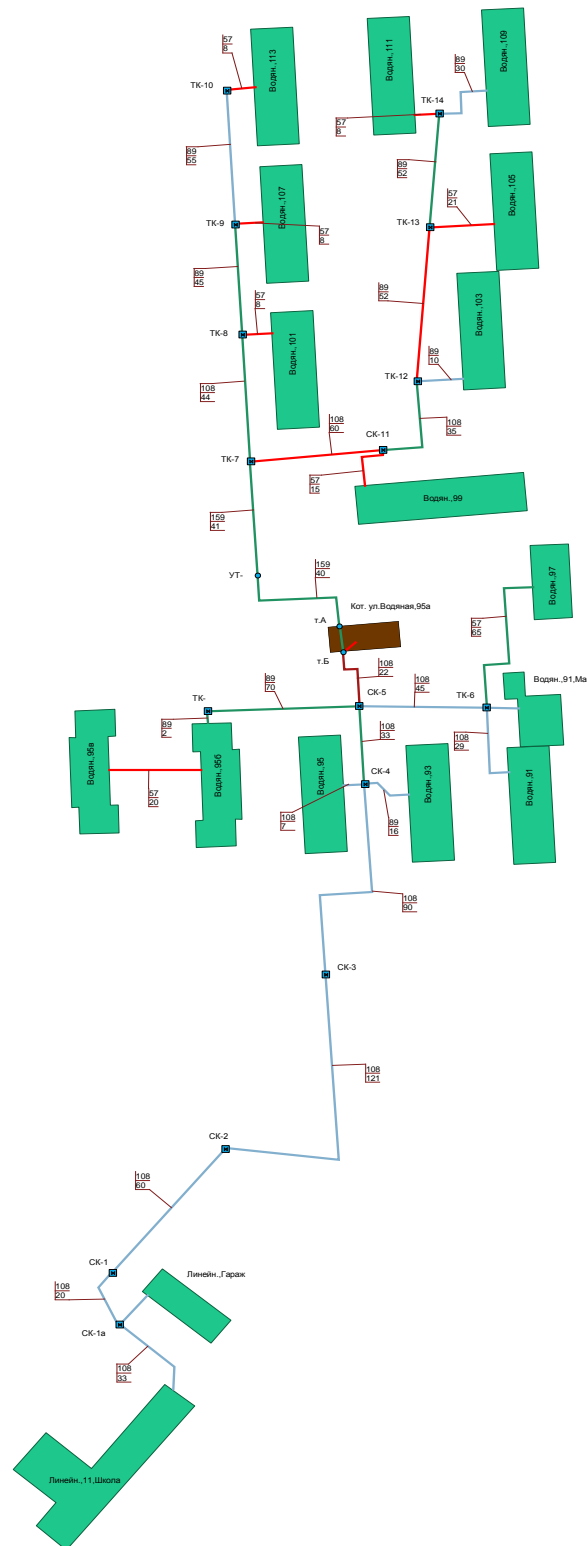 57
8
Водян.,113
Водян.,111
89
30
Водян.,109
ТК-10
ТК-14
57
8
89
55
89
52
Водян.,107
57
21
Водян.,105
ТК-9
57
8
ТК-13
89
45
57
8
89
52
Водян.,103
ТК-8
Водян.,101
89
10
ТК-12
108
44
108
60
108
35
СК-11
ТК-7
57
15
Водян.,99
159
41
159
40
УТ-
Водян.,97
57
65
Кот. ул.Водяная,95а
т.А
т.Б
108
22
108
45
Водян.,91,Ма
89
70
СК-5
ТК-
ТК-6
89
2
108
33
108
29
Водян.,95в
Водян.,95б
57
20
Водян.,95
СК-4
Водян.,93
Водян.,91
108
7
89
16
108
90
СК-3
108
121
СК-2
108
60
СК-1
Линейн.,Гараж
108
20
СК-1а
108
33
Линейн.,11,Школа